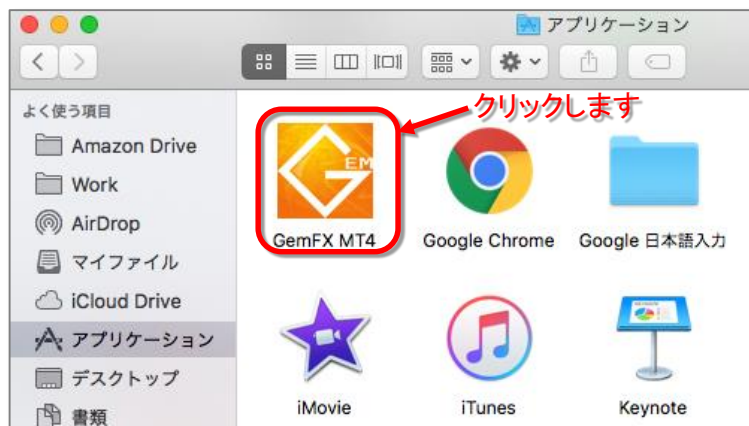 アプリケーション
クリックします
よく使う項目
Amazon Drive
Work
AirDrop
マイファイル
iCloud Drive
アプリケーション
デスクトップ
書類
GEM
GemFX MT4
Google Chrome
Google 日本語入力
iMovie
iTunes
Keynote